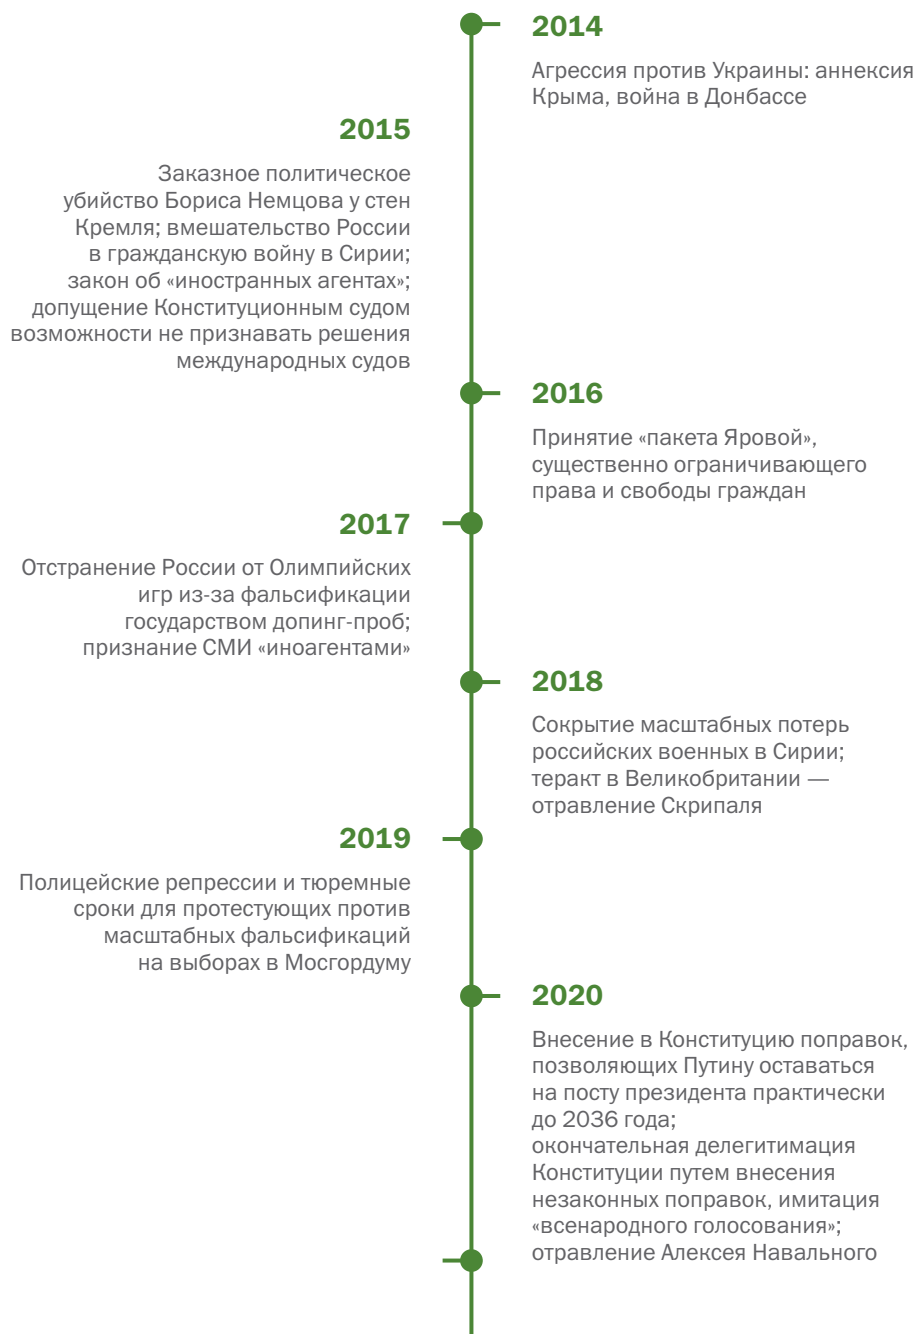 2014
Агрессия против Украины: аннексия
Крыма, война в Донбассе
2015
Заказное политическое
убийство Бориса Немцова у стен
Кремля; вмешательство России
в гражданскую войну в Сирии;
закон об «иностранных агентах»;
допущение Конституционным судом
возможности не признавать решения
международных судов
2016
Принятие «пакета Яровой»,
существенно ограничивающего
права и свободы граждан
2017
Отстранение России от Олимпийских
игр из-за фальсификации
государством допинг-проб;
признание СМИ «иноагентами»
2018
Сокрытие масштабных потерь
российских военных в Сирии;
теракт в Великобритании —
отравление Скрипаля
2019
Полицейские репрессии и тюремные
сроки для протестующих против
масштабных фальсификаций
на выборах в Мосгордуму
2020
Внесение в Конституцию поправок,
позволяющих Путину оставаться
на посту президента практически
до 2036 года;
окончательная делегитимация
Конституции путем внесения
незаконных поправок, имитация
«всенародного голосования»;
отравление Алексея Навального